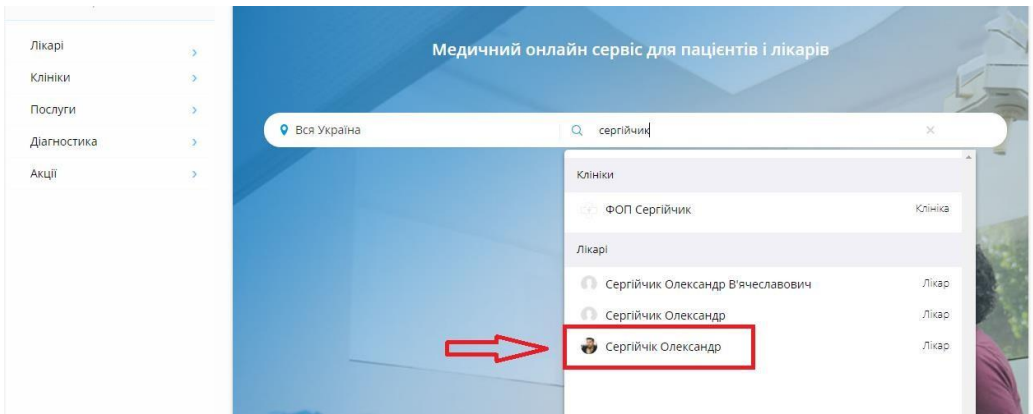 Лікарі
Клініки
Послуги
Діагностика
Акції
Медичний онлайн сервіс для пацієнтів і лікарів
Вся Україна
сергійчик
Клініки
ФОП Сергійчик Клініка
Лікарі
Сергійчик Олександр В'ячеславович Лікар
Сергійчик Олександр Лікар
Сергійчік Олександр Лікар